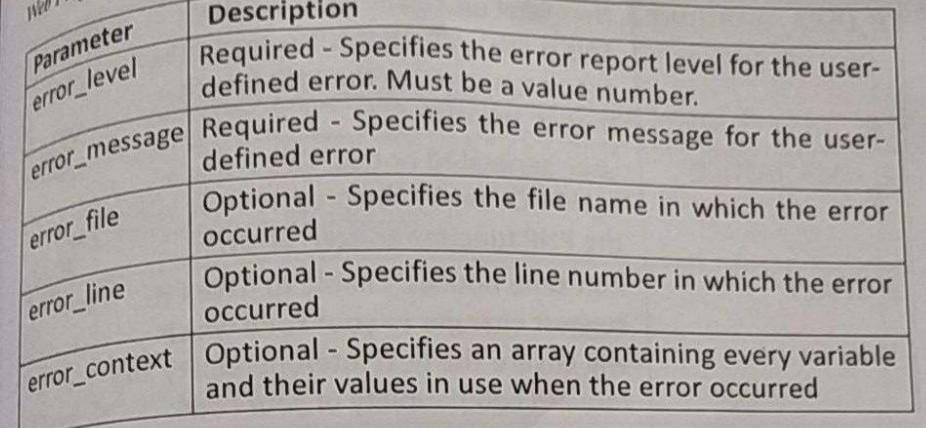 Parameter Description
error_level Required - Specifies the error report level for the user-
defined error. Must be a value number.
error_message Required - Specifies the error message for the user-
defined error
error_file Optional - Specifies the file name in which the error
occurred
error_line Optional - Specifies the line number in which the error
occurred
error_context Optional - Specifies an array containing every variable
and their values in use when the error occurred